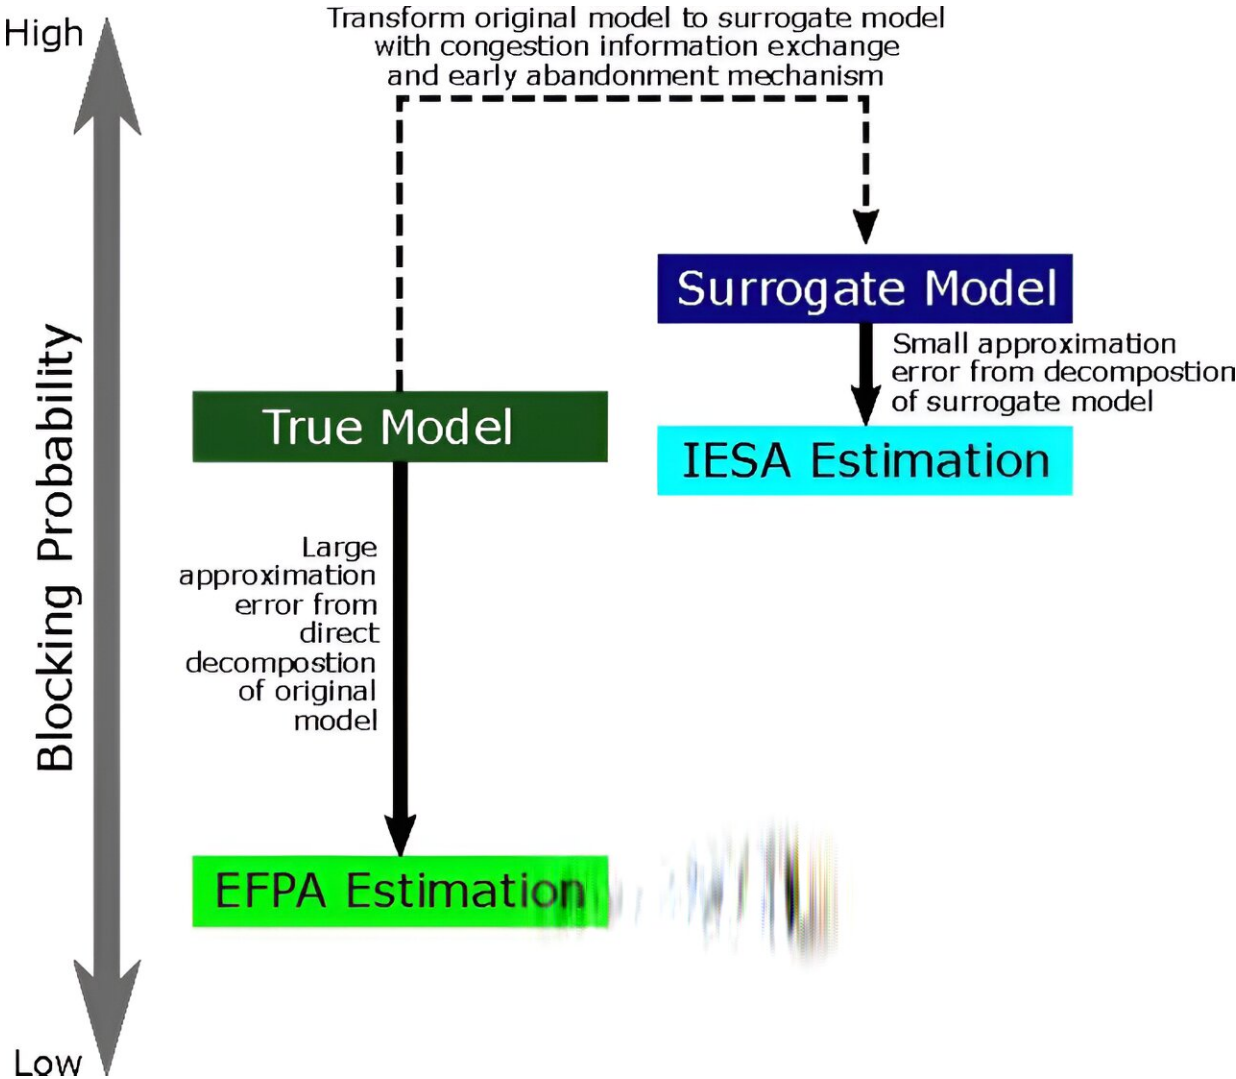 High
Transform original model to surrogate model
with congestion information exchange
and early abandonment mechanism
Surrogate Model
Small approximation
error from decompostion
of surrogate model
True Model
IESA Estimation
Blocking Probability
Large
approximation
error from
direct
decompostion
of original
model
EFPA Estimation
Low